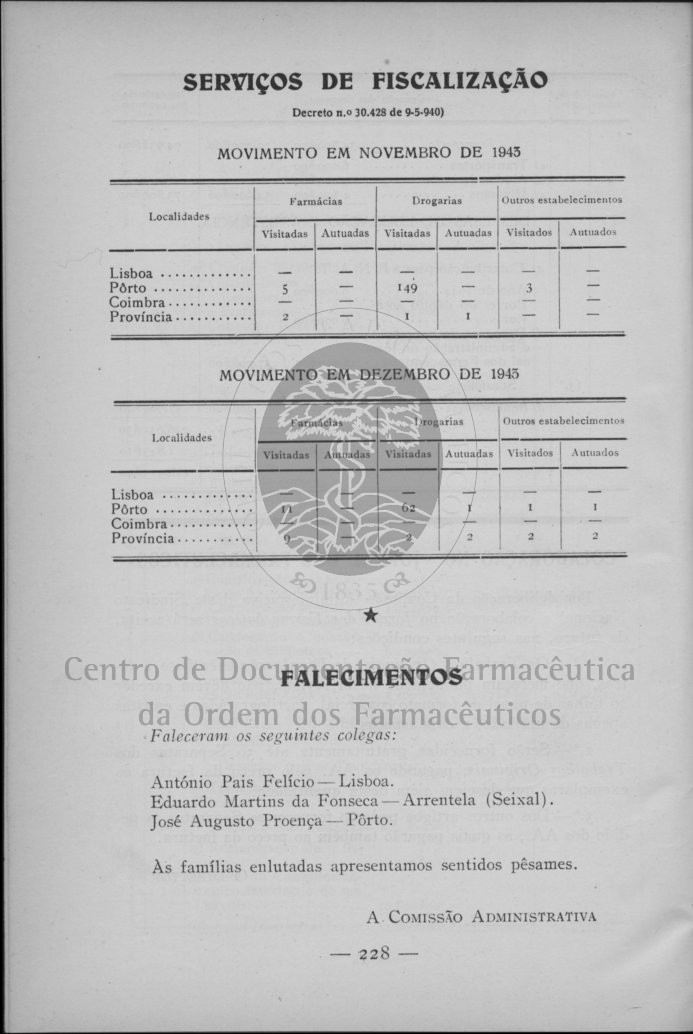 SERVIÇOS DE FISCALIZAÇÃO
Decreto n.º 30.428 de 9-5-940)
MOVIMENTO EM NOVEMBRO DE 1943
Localidades Farmácias Drogarias Outros estabelecimentos
Visitadas Autuadas Visitadas Autuadas Visitados Autuados
Lisboa ............. — — — — — —
Pôrto .............. 5 — 149 — 3 —
Coimbra ............ — — — — — —
Província ........... 2 — 1 1 — —
MOVIMENTO EM DEZEMBRO DE 1943
Localidades Farmácias Drogarias Outros estabelecimentos
Visitadas Autuadas Visitadas Autuadas Visitados Autuados
Lisboa ............. — — — — — —
Pôrto .............. 11 — 62 1 1 1
Coimbra ............ — — — — — —
Província ........... 9 — 2 2 2 2
1835
★
Centro de Documentação Farmacêutica
FALECIMENTOS
da Ordem dos Farmacêuticos
Faleceram os seguintes colegas:
António Pais Felício — Lisboa.
Eduardo Martins da Fonseca — Arrentela (Seixal).
José Augusto Proença — Pôrto.
Às famílias enlutadas apresentamos sentidos pêsames.
A COMISSÃO ADMINISTRATIVA
— 228 —